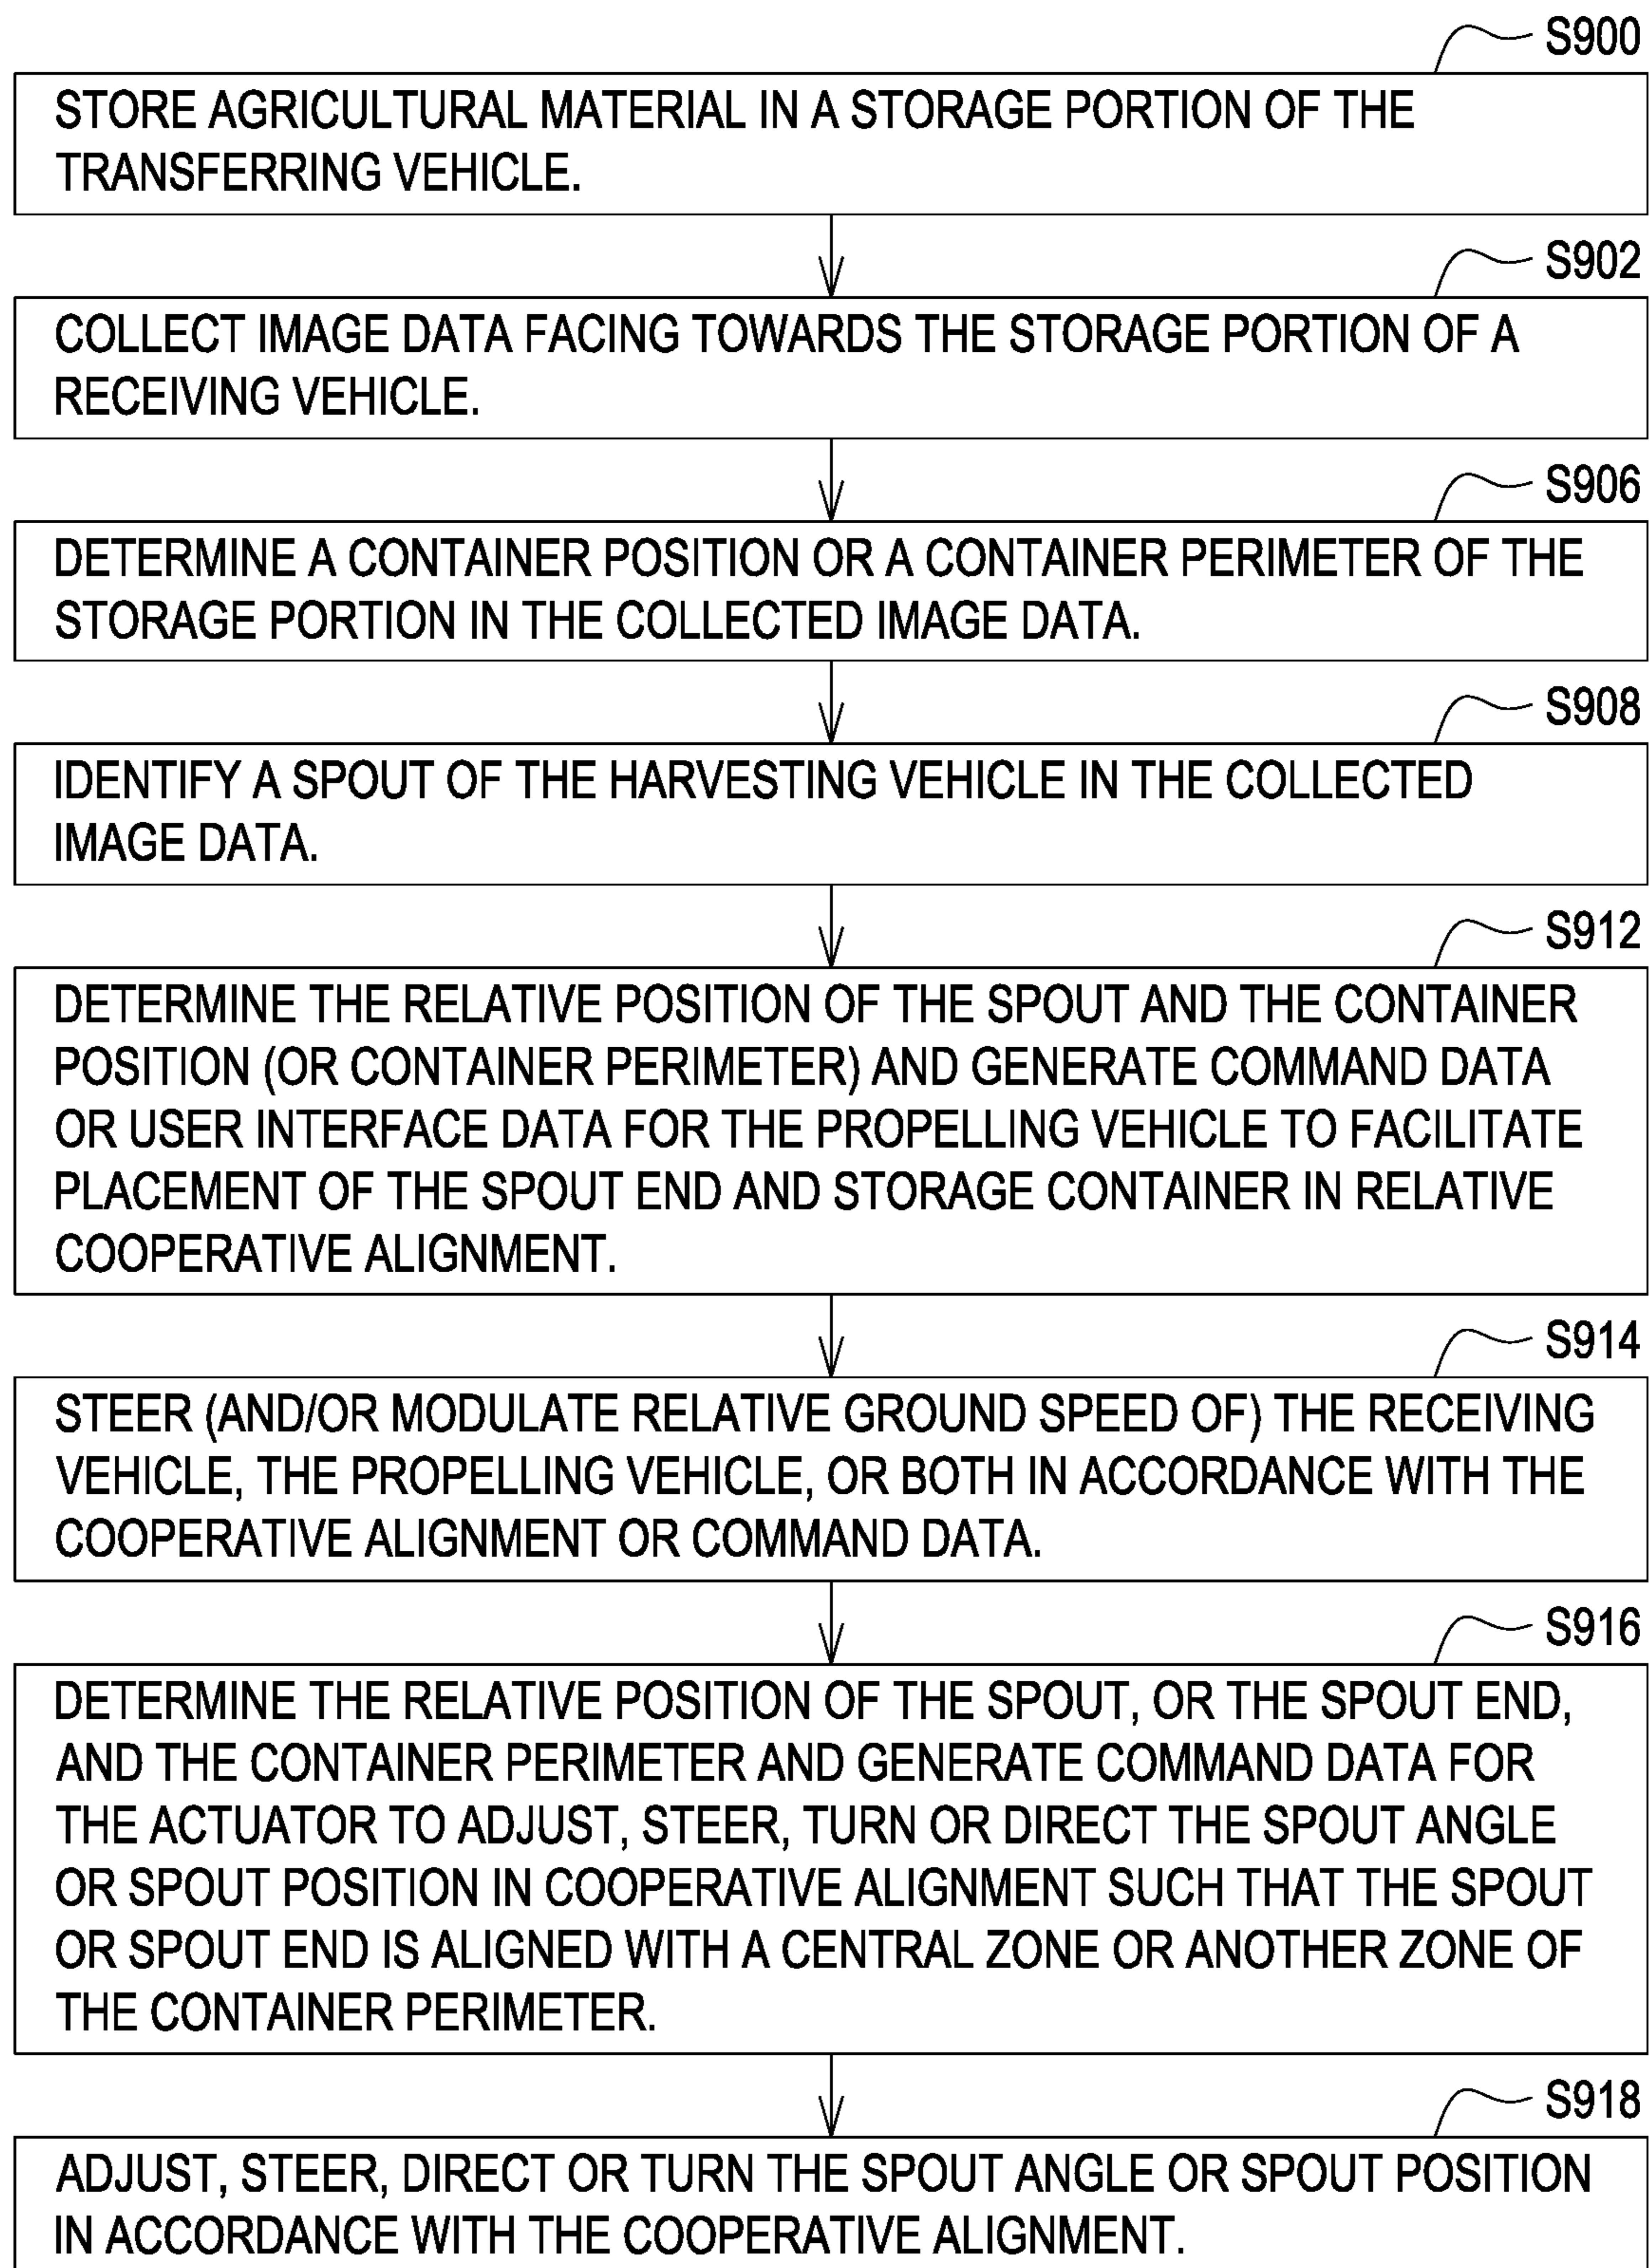 S900
STORE AGRICULTURAL MATERIAL IN A STORAGE PORTION OF THE
TRANSFERRING VEHICLE.
S902
COLLECT IMAGE DATA FACING TOWARDS THE STORAGE PORTION OF A
RECEIVING VEHICLE.
S906
DETERMINE A CONTAINER POSITION OR A CONTAINER PERIMETER OF THE
STORAGE PORTION IN THE COLLECTED IMAGE DATA.
S908
IDENTIFY A SPOUT OF THE HARVESTING VEHICLE IN THE COLLECTED
IMAGE DATA.
S912
DETERMINE THE RELATIVE POSITION OF THE SPOUT AND THE CONTAINER
POSITION (OR CONTAINER PERIMETER) AND GENERATE COMMAND DATA
OR USER INTERFACE DATA FOR THE PROPELLING VEHICLE TO FACILITATE
PLACEMENT OF THE SPOUT END AND STORAGE CONTAINER IN RELATIVE
COOPERATIVE ALIGNMENT.
S914
STEER (AND/OR MODULATE RELATIVE GROUND SPEED OF) THE RECEIVING
VEHICLE, THE PROPELLING VEHICLE, OR BOTH IN ACCORDANCE WITH THE
COOPERATIVE ALIGNMENT OR COMMAND DATA.
S916
DETERMINE THE RELATIVE POSITION OF THE SPOUT, OR THE SPOUT END,
AND THE CONTAINER PERIMETER AND GENERATE COMMAND DATA FOR
THE ACTUATOR TO ADJUST, STEER, TURN OR DIRECT THE SPOUT ANGLE
OR SPOUT POSITION IN COOPERATIVE ALIGNMENT SUCH THAT THE SPOUT
OR SPOUT END IS ALIGNED WITH A CENTRAL ZONE OR ANOTHER ZONE OF
THE CONTAINER PERIMETER.
S918
ADJUST, STEER, DIRECT OR TURN THE SPOUT ANGLE OR SPOUT POSITION
IN ACCORDANCE WITH THE COOPERATIVE ALIGNMENT.